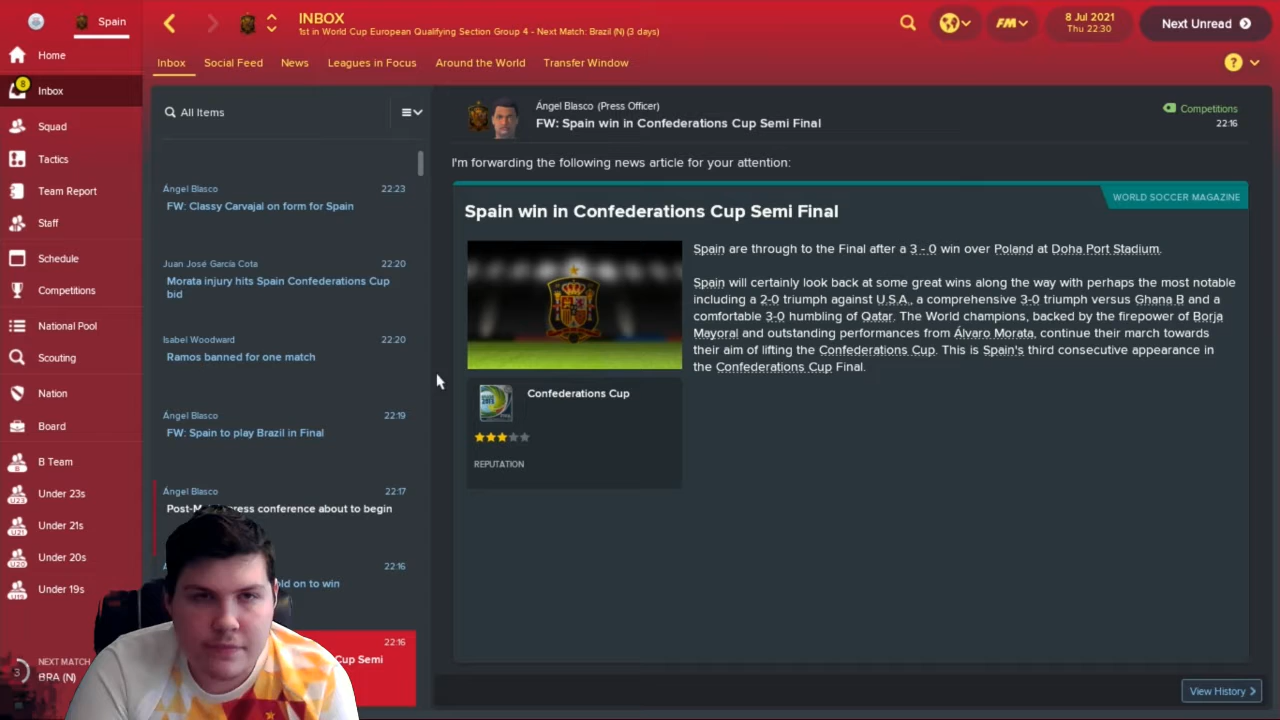 Spain
INBOX
1st in World Cup European Qualifying Section Group 4 - Next Match: Brazil (N) (3 days)
FM
8 Jul 2021
Thu 22:30
Next Unread
Home
8
Inbox
Squad
Tactics
Team Report
Staff
Schedule
Competitions
National Pool
Scouting
Nation
Board
B Team
Under 23s
Under 21s
Under 20s
Under 19s
NEXT MATCH
3
BRA (N)
Inbox
Social Feed
News
Leagues in Focus
Around the World
Transfer Window
?
All Items
Ángel Blasco 22:23
FW: Classy Carvajal on form for Spain
Juan José García Cota 22:20
Morata injury hits Spain Confederations Cup
bid
Isabel Woodward 22:20
Ramos banned for one match
Ángel Blasco 22:19
FW: Spain to play Brazil in Final
Ángel Blasco 22:17
press conference about to begin
22:16
on to win
22:16
Cup Semi
Ángel Blasco (Press Officer)
FW: Spain win in Confederations Cup Semi Final
Competitions
22:16
I'm forwarding the following news article for your attention:
WORLD SOCCER MAGAZINE
Spain win in Confederations Cup Semi Final
Spain are through to the Final after a 3 - 0 win over Poland at Doha Port Stadium.
Spain will certainly look back at some great wins along the way with perhaps the most notable
including a 2-0 triumph against U.S.A., a comprehensive 3-0 triumph versus Ghana B and a
comfortable 3-0 humbling of Qatar. The World champions, backed by the firepower of Borja
Mayoral and outstanding performances from Álvaro Morata, continue their march towards
their aim of lifting the Confederations Cup. This is Spain's third consecutive appearance in
the Confederations Cup Final.
Confederations Cup
REPUTATION
View History